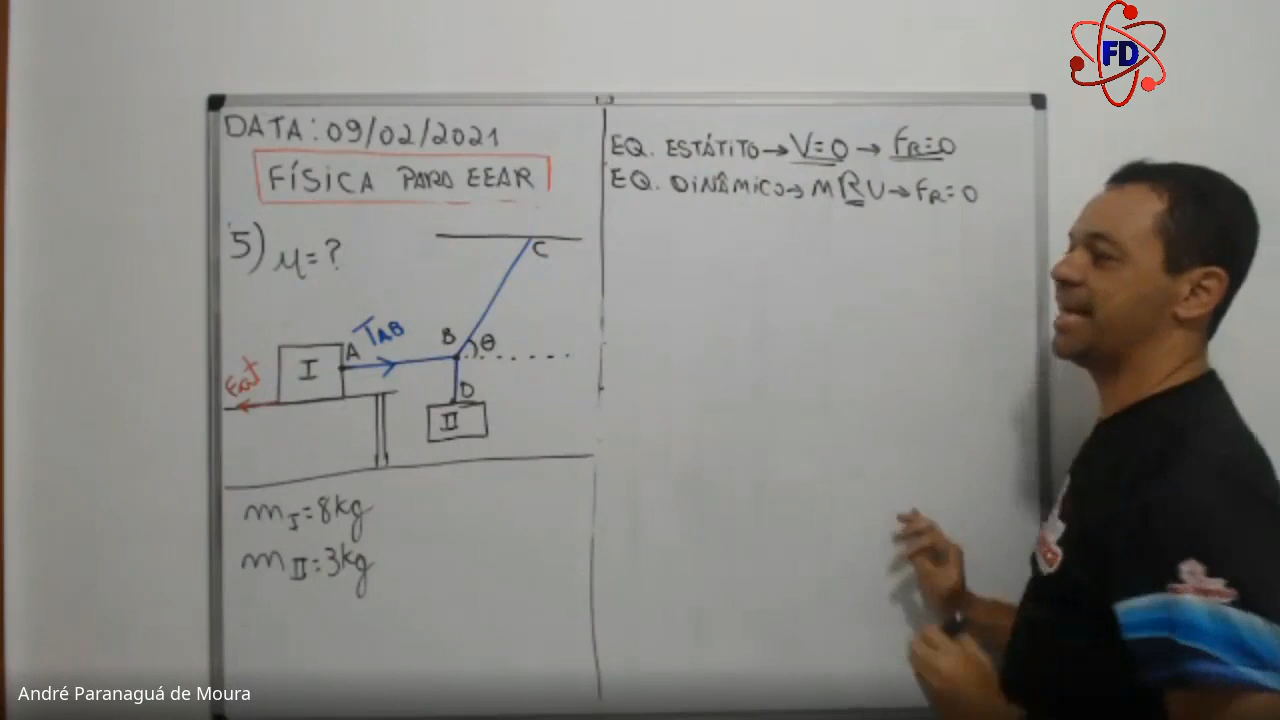 FD
DATA: 09/02/2021
FÍSICA PARA EEAR
5) μ=?
C
B θ
TAB
A
I
Fat
D
II
mI=8kg
mII=3kg
EQ. ESTÁTITO→V=0→FR=0
EQ. DINÂMICO→MRU→FR=0
André Paranaguá de Moura